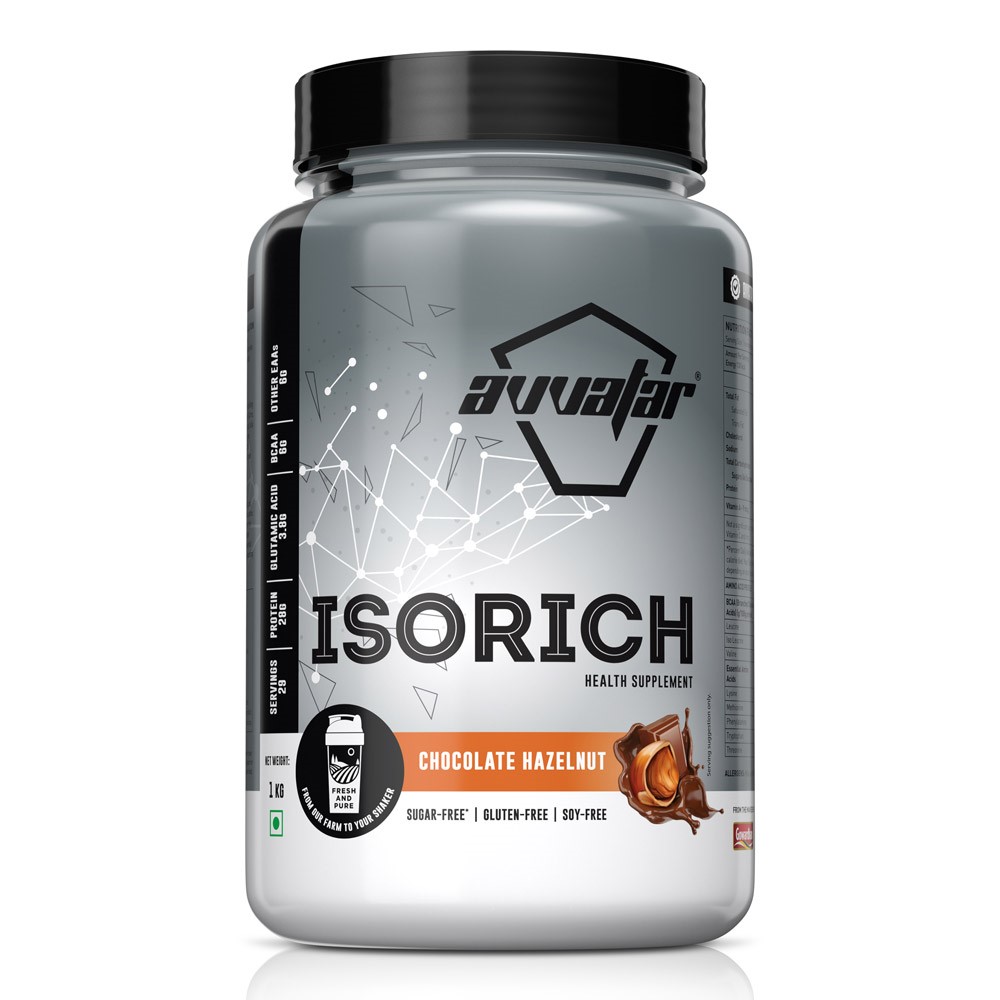 avvatar®
ISORICH
HEALTH SUPPLEMENT
CHOCOLATE HAZELNUT
SUGAR-FREE* | GLUTEN-FREE | SOY-FREE
SERVINGS
29
PROTEIN
28G
GLUTAMIC ACID
3.8G
BCAA
6G
OTHER EAAs
6G
NET WEIGHT:
1 KG
FRESH
AND
PURE
FROM OUR FARM TO YOUR SHAKER
Serving suggestion only.